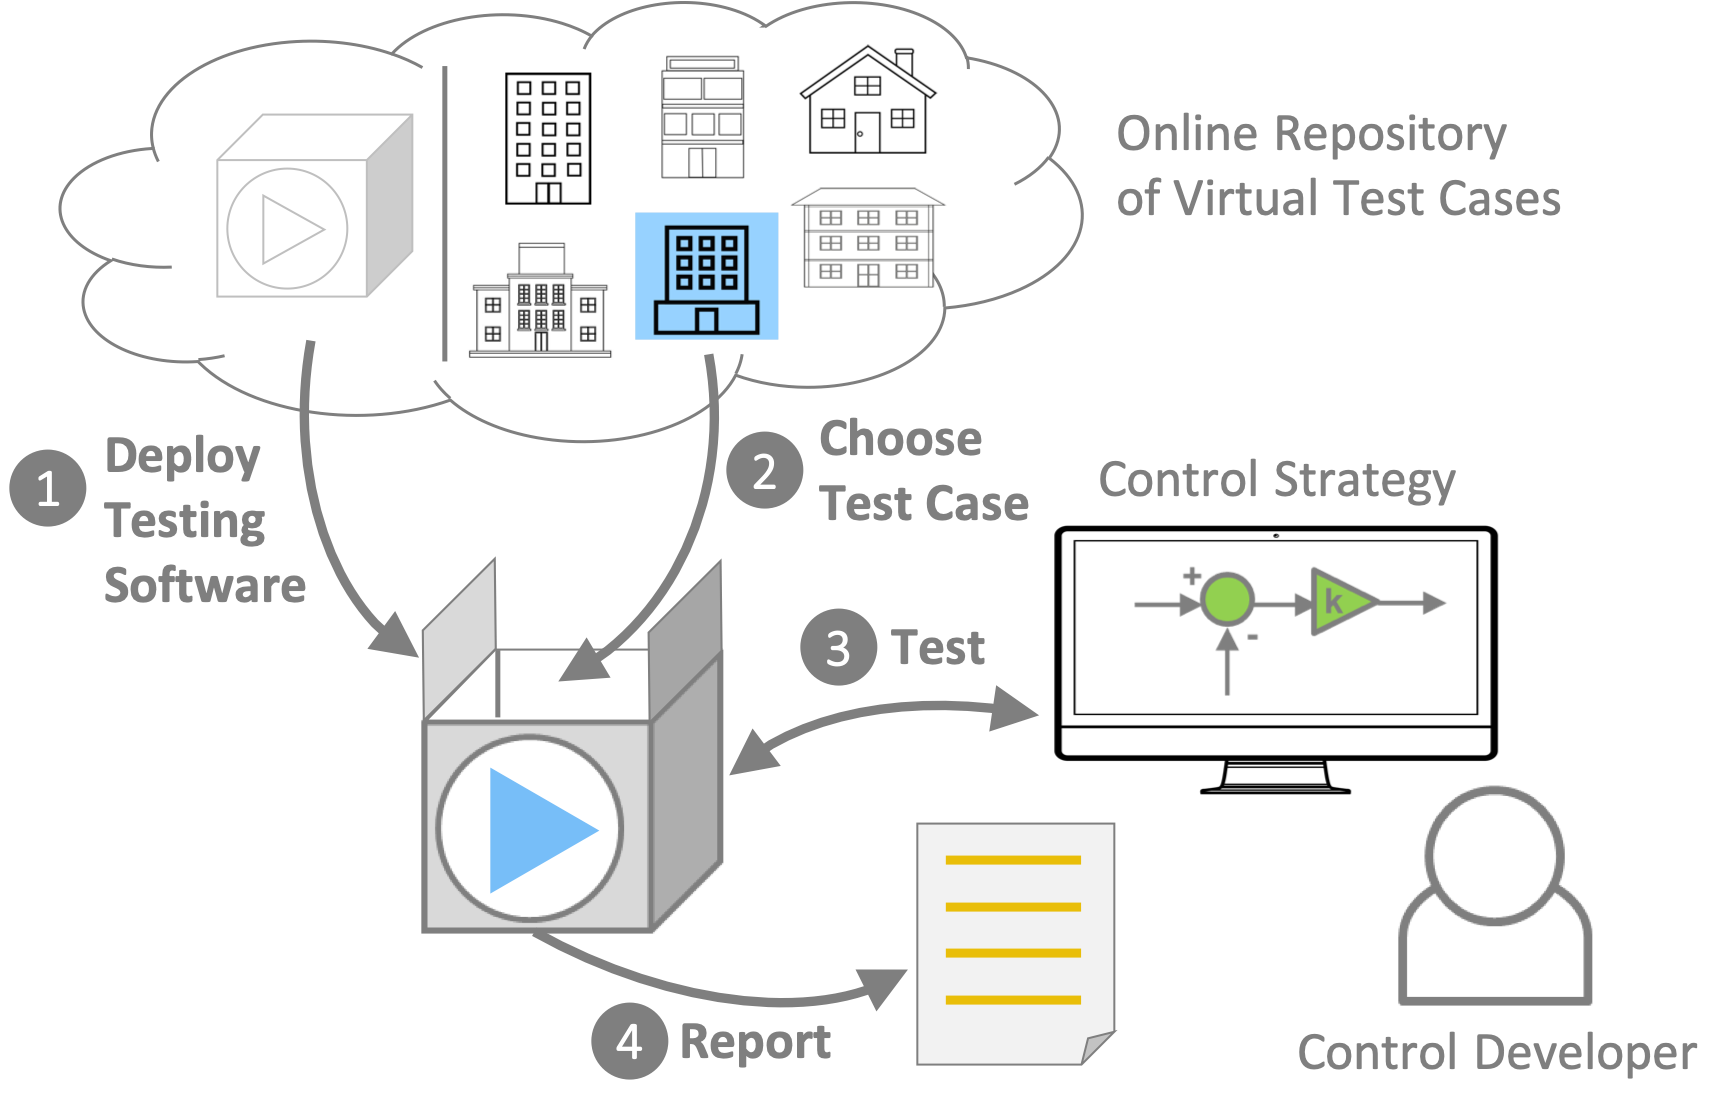 Online Repository
of Virtual Test Cases
1 Deploy
Testing
Software
2 Choose
Test Case
Control Strategy
+
k
-
3 Test
4 Report
Control Developer